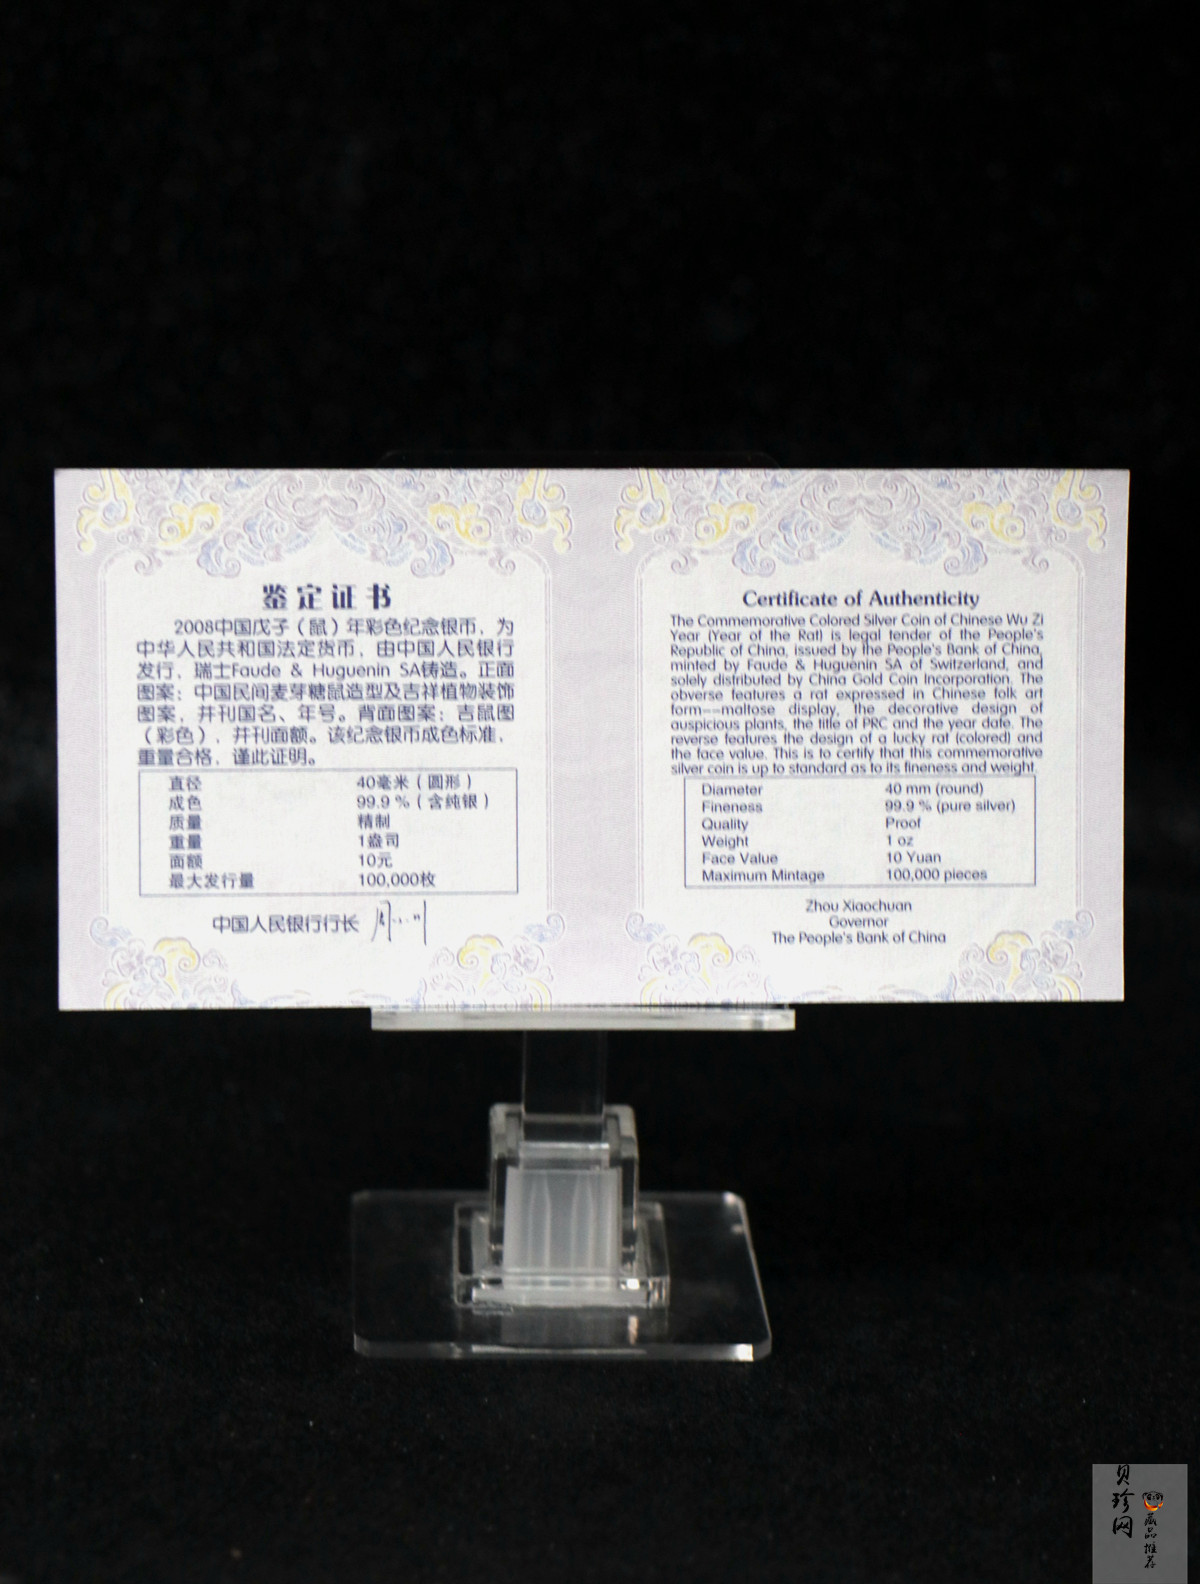 鉴定证书
2008中国戊子（鼠）年彩色纪念银币，为
中华人民共和国法定货币，由中国人民银行
发行，瑞士Faude & Huguenin SA铸造。正面
图案：中国民间麦芽糖鼠造型及吉祥植物装饰
图案，并刊国名、年号。背面图案：吉鼠图
（彩色），并刊面额。该纪念银币成色标准，
重量合格，谨此证明。
直径 40毫米（圆形）
成色 99.9 %（含纯银）
质量 精制
重量 1盎司
面额 10元
最大发行量 100,000枚
中国人民银行行长
Certificate of Authenticity
The Commemorative Colored Silver Coin of Chinese Wu Zi
Year (Year of the Rat) is legal tender of the People's
Republic of China, issued by the People's Bank of China,
minted by Faude & Huguenin SA of Switzerland, and
solely distributed by China Gold Coin Incorporation. The
obverse features a rat expressed in Chinese folk art
form——maltose display, the decorative design of
auspicious plants, the title of PRC and the year date. The
reverse features the design of a lucky rat (colored) and
the face value. This is to certify that this commemorative
silver coin is up to standard as to its fineness and weight.
Diameter 40 mm (round)
Fineness 99.9 % (pure silver)
Quality Proof
Weight 1 oz
Face Value 10 Yuan
Maximum Mintage 100,000 pieces
Zhou Xiaochuan
Governor
The People's Bank of China
贝珍网
藏品推荐